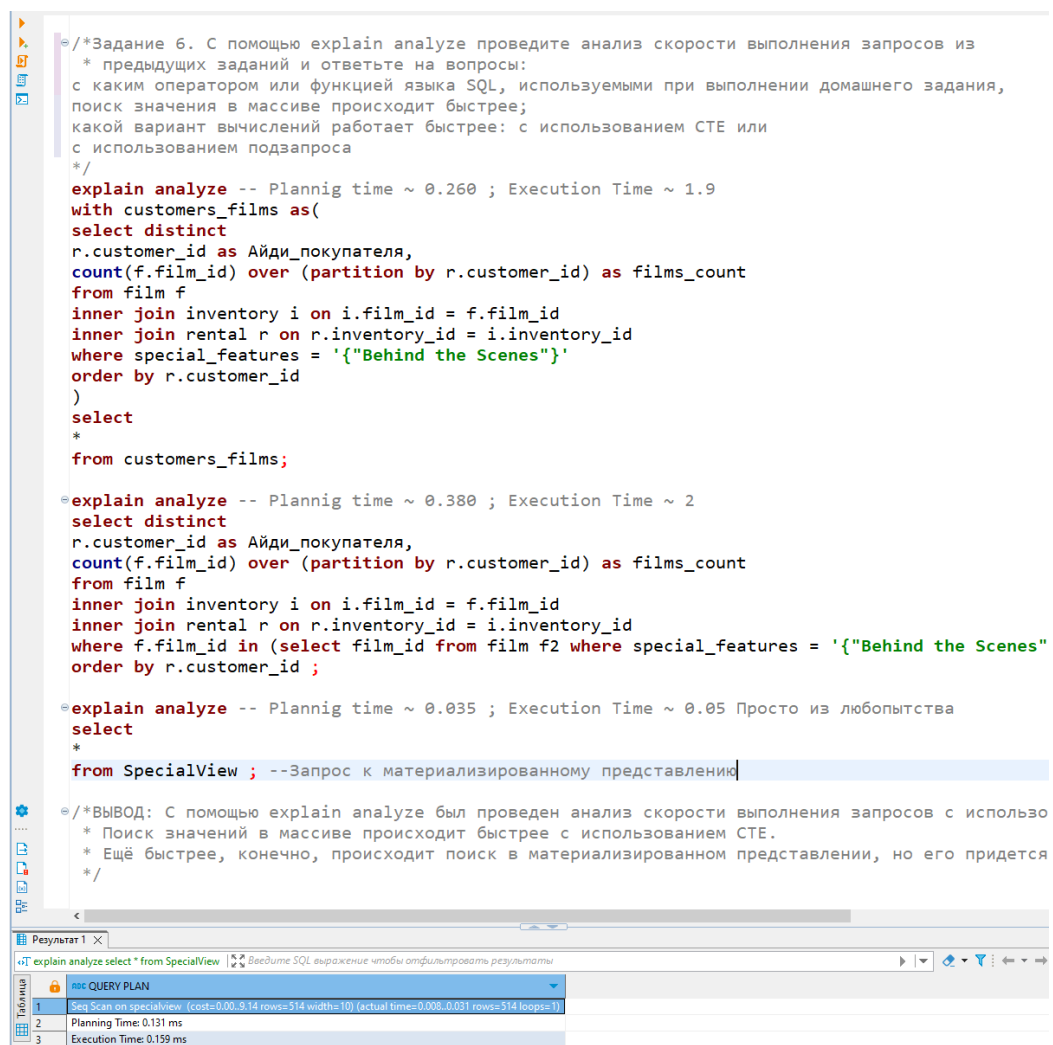 /*Задание 6. С помощью explain analyze проведите анализ скорости выполнения запросов из
* предыдущих заданий и ответьте на вопросы:
с каким оператором или функцией языка SQL, используемыми при выполнении домашнего задания,
поиск значения в массиве происходит быстрее;
какой вариант вычислений работает быстрее: с использованием CTE или
с использованием подзапроса
*/
explain analyze -- Plannig time ~ 0.260 ; Execution Time ~ 1.9
with customers_films as(
select distinct
r.customer_id as Айди_покупателя,
count(f.film_id) over (partition by r.customer_id) as films_count
from film f
inner join inventory i on i.film_id = f.film_id
inner join rental r on r.inventory_id = i.inventory_id
where special_features = '{"Behind the Scenes"}'
order by r.customer_id
)
select
*
from customers_films;
explain analyze -- Plannig time ~ 0.380 ; Execution Time ~ 2
select distinct
r.customer_id as Айди_покупателя,
count(f.film_id) over (partition by r.customer_id) as films_count
from film f
inner join inventory i on i.film_id = f.film_id
inner join rental r on r.inventory_id = i.inventory_id
where f.film_id in (select film_id from film f2 where special_features = '{"Behind the Scenes"
order by r.customer_id ;
explain analyze -- Plannig time ~ 0.035 ; Execution Time ~ 0.05 Просто из любопытства
select
*
from SpecialView ; --Запрос к материализированному представлению
/*ВЫВОД: С помощью explain analyze был проведен анализ скорости выполнения запросов с использо
* Поиск значений в массиве происходит быстрее с использованием CTE.
* Ещё быстрее, конечно, происходит поиск в материализированном представлении, но его придется
*/
Результат 1
explain analyze select * from SpecialView Введите SQL выражение чтобы отфильтровать результаты
Таблица
ABC QUERY PLAN
1 Seq Scan on specialview (cost=0.00..9.14 rows=514 width=10) (actual time=0.008..0.031 rows=514 loops=1)
2 Planning Time: 0.131 ms
3 Execution Time: 0.159 ms